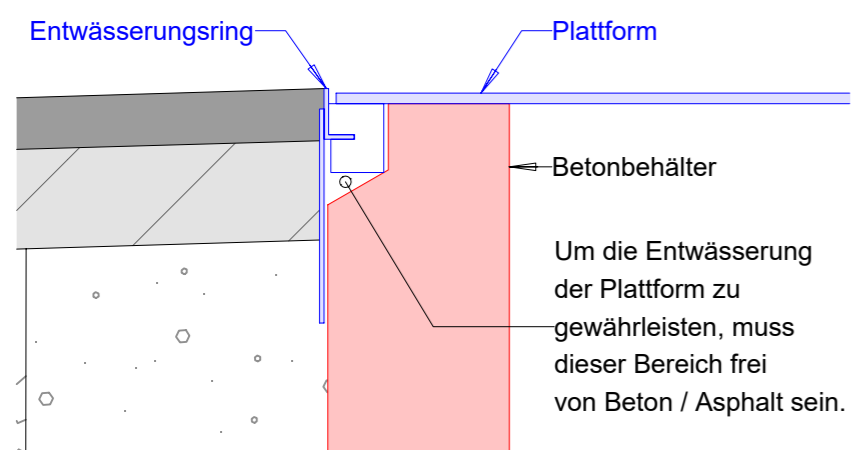 Entwässerungsring
Plattform
Betonbehälter
Um die Entwässerung
der Plattform zu
gewährleisten, muss
dieser Bereich frei
von Beton / Asphalt sein.